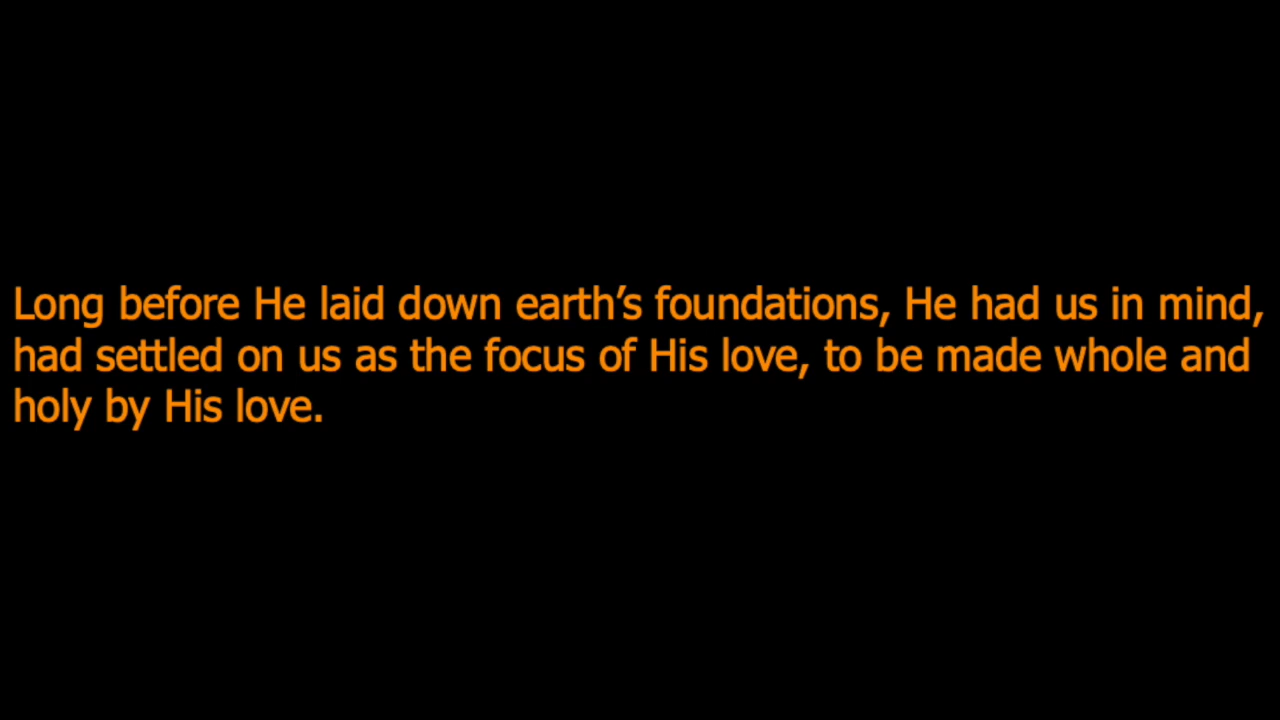 Long before He laid down earth’s foundations, He had us in mind,
had settled on us as the focus of His love, to be made whole and
holy by His love.